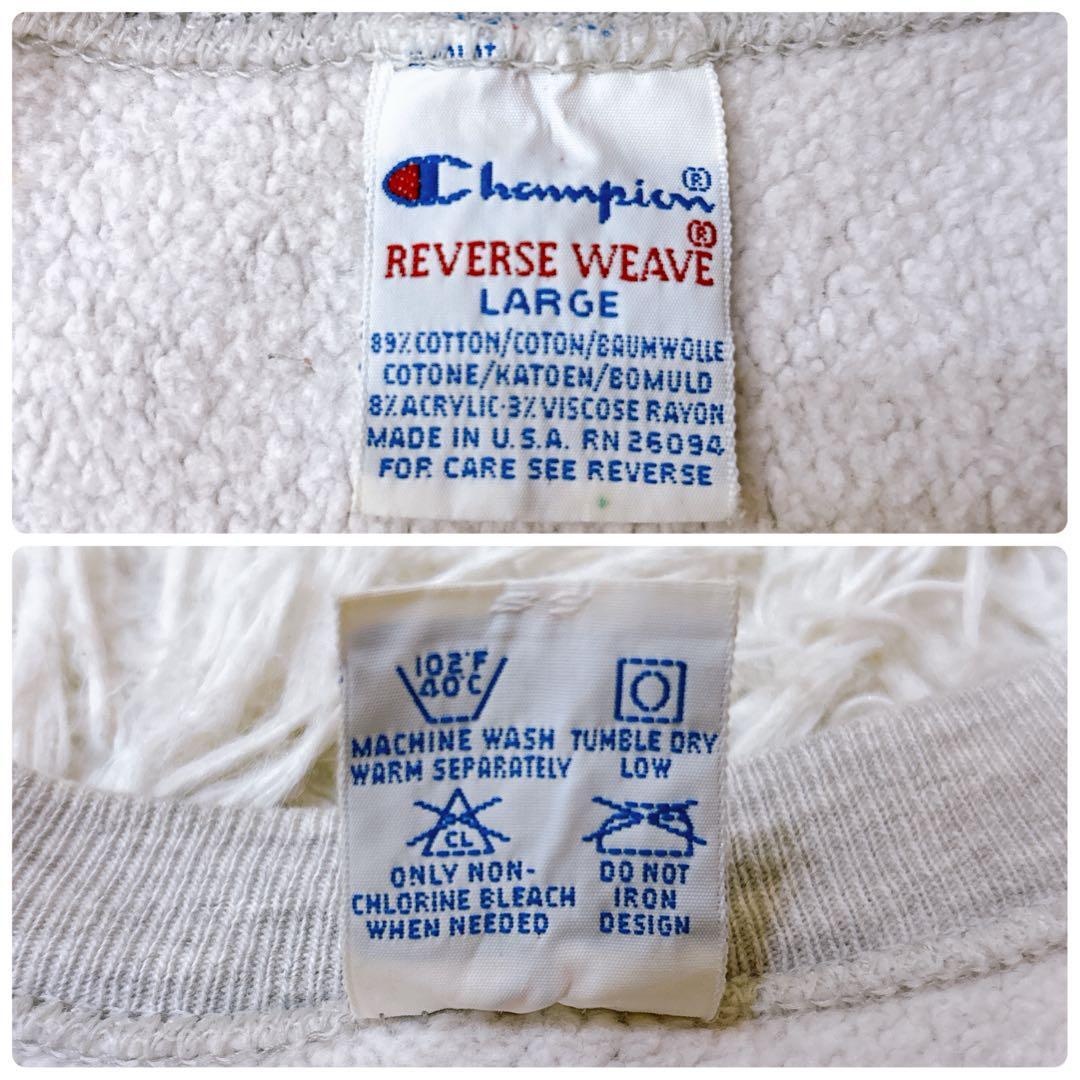 Champion®
REVERSE WEAVE®
LARGE
89% COTTON/COTON/BAUMWOLLE
COTONE/KATOEN/BOMULD
8% ACRYLIC-3% VISCOSE RAYON
MADE IN U.S.A. RN 26094
FOR CARE SEE REVERSE
102°F
40°C
MACHINE WASH
WARM SEPARATELY
TUMBLE DRY
LOW
CL
ONLY NON-
CHLORINE BLEACH
WHEN NEEDED
DO NOT
IRON
DESIGN